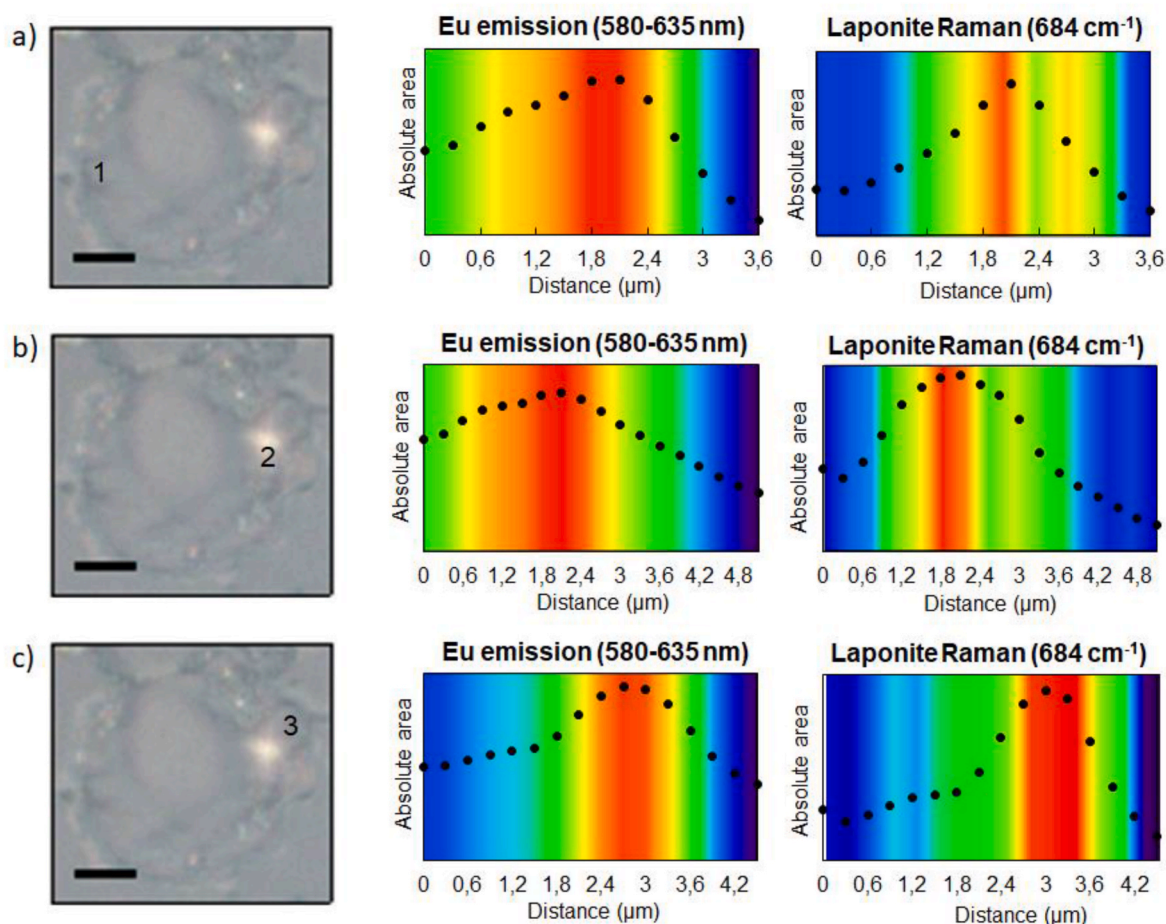 a)
1
Eu emission (580-635 nm)
Absolute area
0 0,6 1,2 1,8 2,4 3 3,6
Distance (µm)
Laponite Raman (684 cm-1)
Absolute area
0 0,6 1,2 1,8 2,4 3 3,6
Distance (µm)
b)
2
Eu emission (580-635 nm)
Absolute area
0 0,6 1,2 1,8 2,4 3 3,6 4,2 4,8
Distance (µm)
Laponite Raman (684 cm-1)
Absolute area
0 0,6 1,2 1,8 2,4 3 3,6 4,2 4,8
Distance (µm)
c)
3
Eu emission (580-635 nm)
Absolute area
0 0,6 1,2 1,8 2,4 3 3,6 4,2
Distance (µm)
Laponite Raman (684 cm-1)
Absolute area
0 0,6 1,2 1,8 2,4 3 3,6 4,2
Distance (µm)